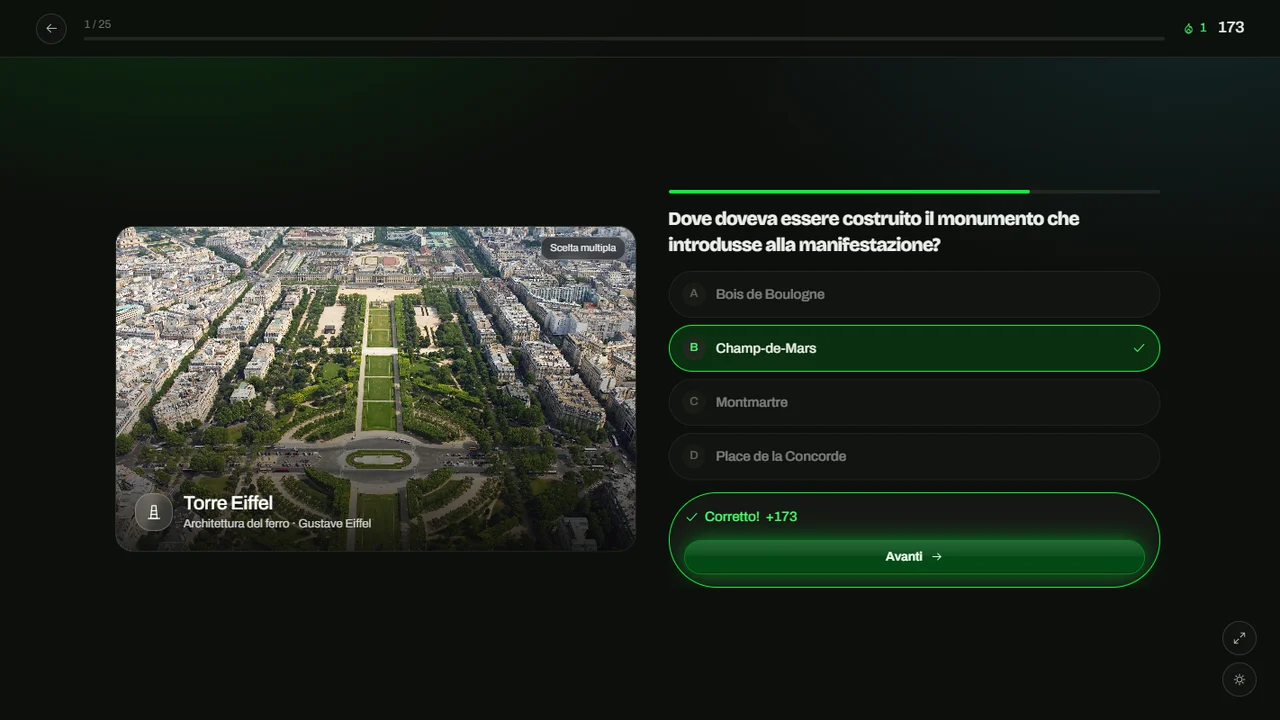 1 / 25
1 173
Scelta multipla
Torre Eiffel
Architettura del ferro · Gustave Eiffel
Dove doveva essere costruito il monumento che
introdusse alla manifestazione?
A Bois de Boulogne
B Champ-de-Mars
C Montmartre
D Place de la Concorde
Corretto! +173
Avanti